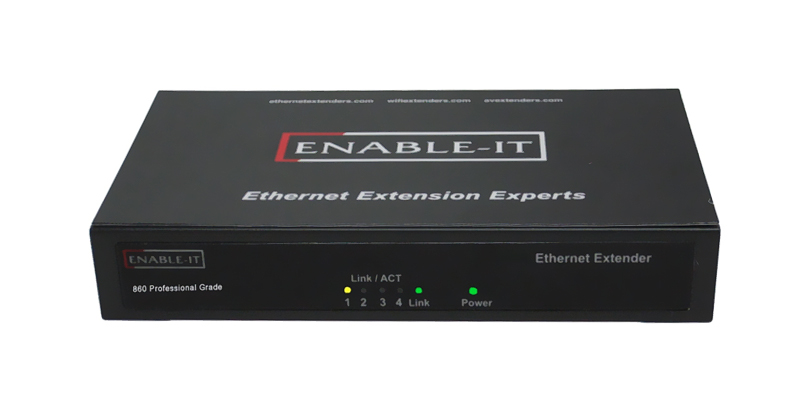 ethernetextenders.com wifiextenders.com avextenders.com
ENABLE-IT
Ethernet Extension Experts
ENABLE-IT
Ethernet Extender
860 Professional Grade
Link / ACT
1 2 3 4 Link Power